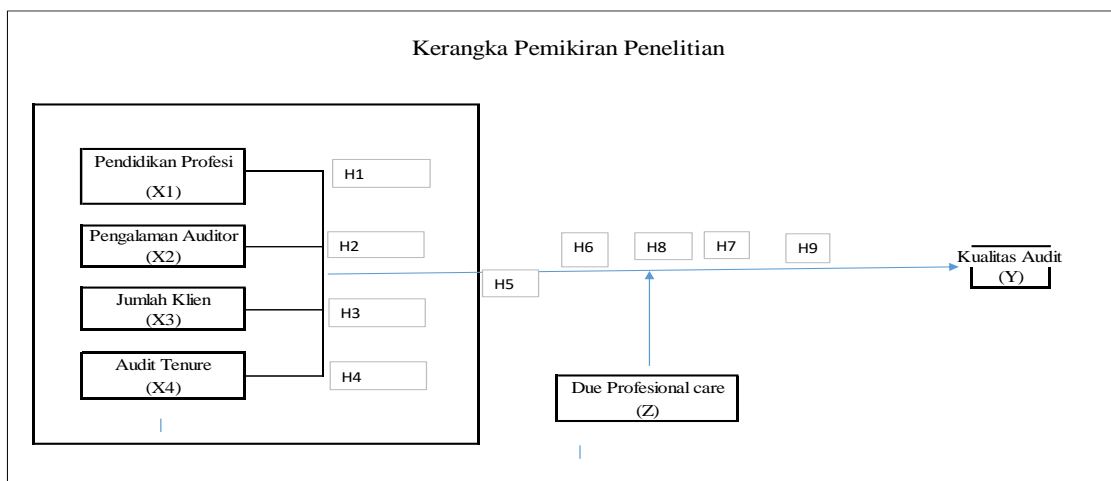 Kerangka Pemikiran Penelitian
Pendidikan Profesi
(X1)
H1
Pengalaman Auditor
(X2)
H2
Jumlah Klien
(X3)
H3
Audit Tenure
(X4)
H4
H5
H6
H8
H7
H9
Kualitas Audit
(Y)
Due Profesional care
(Z)